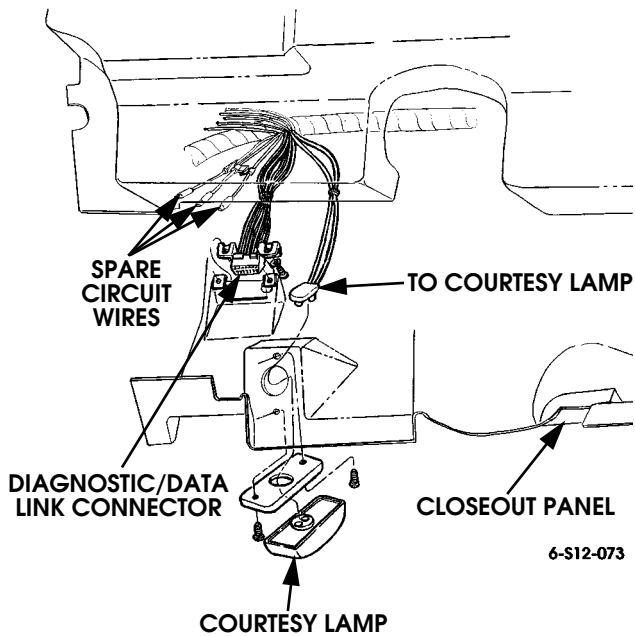 SPARE
CIRCUIT
WIRES
TO COURTESY LAMP
DIAGNOSTIC/DATA
LINK CONNECTOR
CLOSEOUT PANEL
6-S12-073
COURTESY LAMP